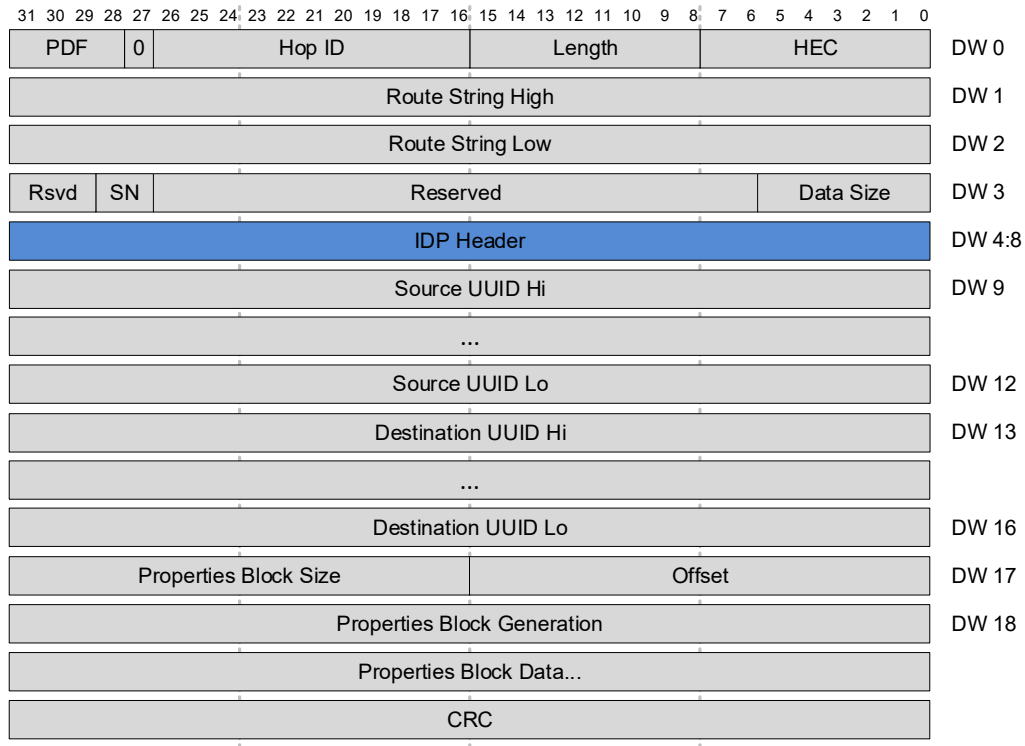 31 30 29 28 27 26 25 24 23 22 21 20 19 18 17 16 15 14 13 12 11 10 9 8 7 6 5 4 3 2 1 0
PDF 0 Hop ID Length HEC DW 0
Route String High DW 1
Route String Low DW 2
Rsvd SN Reserved Data Size DW 3
IDP Header DW 4:8
Source UUID Hi DW 9
...
Source UUID Lo DW 12
Destination UUID Hi DW 13
...
Destination UUID Lo DW 16
Properties Block Size Offset DW 17
Properties Block Generation DW 18
Properties Block Data...
CRC